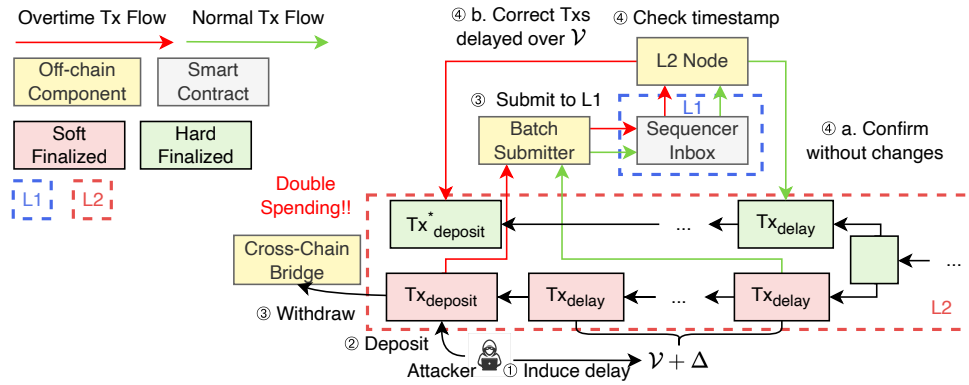 Overtime Tx Flow
Normal Tx Flow
Off-chain
Component
Smart
Contract
Soft
Finalized
Hard
Finalized
L1
L2
④ b. Correct Txs
delayed over 𝒱
④ Check timestamp
L2 Node
③ Submit to L1
L1
Batch
Submitter
Sequencer
Inbox
④ a. Confirm
without changes
Double
Spending!!
Tx*deposit
...
Txdelay
...
Cross-Chain
Bridge
Txdeposit
Txdelay
...
Txdelay
L2
③ Withdraw
② Deposit
Attacker
① Induce delay
𝒱 + Δ